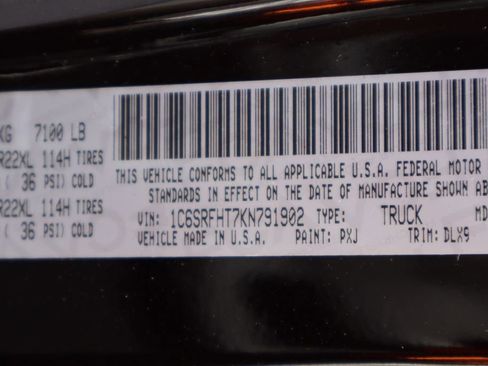 KG 7100 LB
R22XL 114H TIRES
( 36 PSI) COLD
R22XL 114H TIRES
( 36 PSI) COLD
THIS VEHICLE CONFORMS TO ALL APPLICABLE U.S.A. FEDERAL MOTOR
STANDARDS IN EFFECT ON THE DATE OF MANUFACTURE SHOWN AB
VIN: 1C6SRFHT7KN791902 TYPE: TRUCK MD
VEHICLE MADE IN U.S.A. PAINT: PXJ TRIM: DLX9